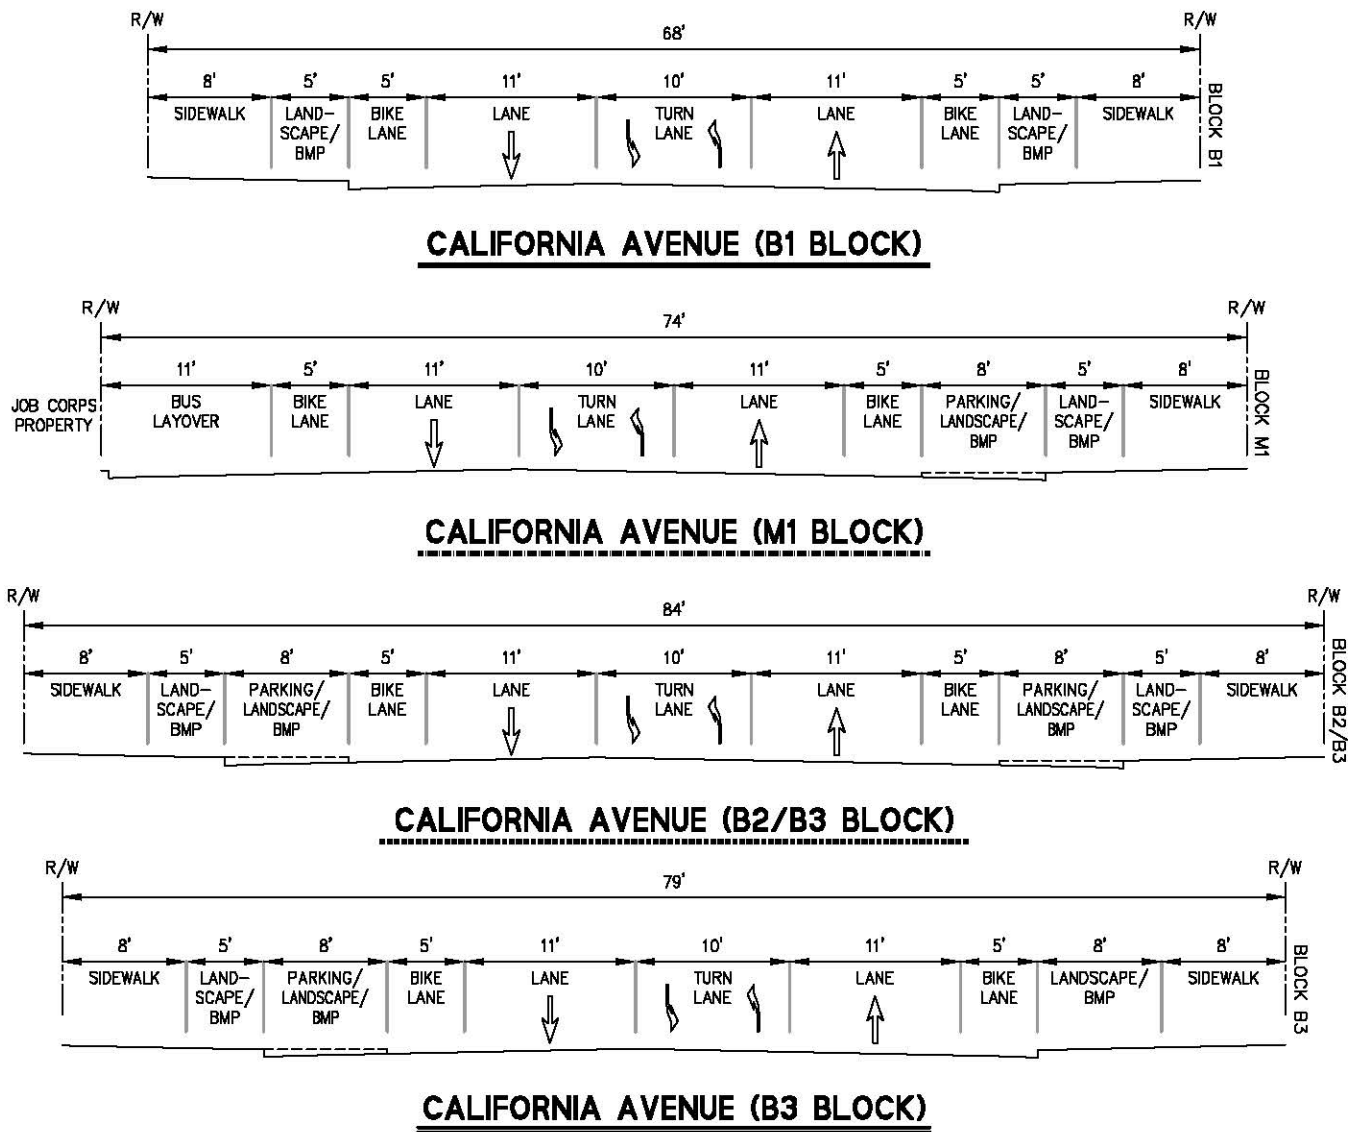 R/W R/W
68'
8' 5' 5' 11' 10' 11' 5' 5' 8'
SIDEWALK LAND- BIKE LANE TURN LANE BIKE LAND- SIDEWALK
SCAPE/ LANE LANE LANE SCAPE/
BMP BMP
BLOCK B1
CALIFORNIA AVENUE (B1 BLOCK)
R/W R/W
74'
11' 5' 11' 10' 11' 5' 8' 5' 8'
JOB CORPS BUS BIKE LANE TURN LANE BIKE PARKING/ LAND- SIDEWALK
PROPERTY LAYOVER LANE LANE LANE LANDSCAPE/ SCAPE/
BMP BMP
BLOCK M1
CALIFORNIA AVENUE (M1 BLOCK)
R/W R/W
84'
8' 5' 8' 5' 11' 10' 11' 5' 8' 5' 8'
SIDEWALK LAND- PARKING/ BIKE LANE TURN LANE BIKE PARKING/ LAND- SIDEWALK
SCAPE/ LANDSCAPE/ LANE LANE LANE LANDSCAPE/ SCAPE/
BMP BMP BMP BMP
BLOCK B2/B3
CALIFORNIA AVENUE (B2/B3 BLOCK)
R/W R/W
79'
8' 5' 8' 5' 11' 10' 11' 5' 8' 8'
SIDEWALK LAND- PARKING/ BIKE LANE TURN LANE BIKE LANDSCAPE/ SIDEWALK
SCAPE/ LANDSCAPE/ LANE LANE LANE BMP
BMP BMP
BLOCK B3
CALIFORNIA AVENUE (B3 BLOCK)